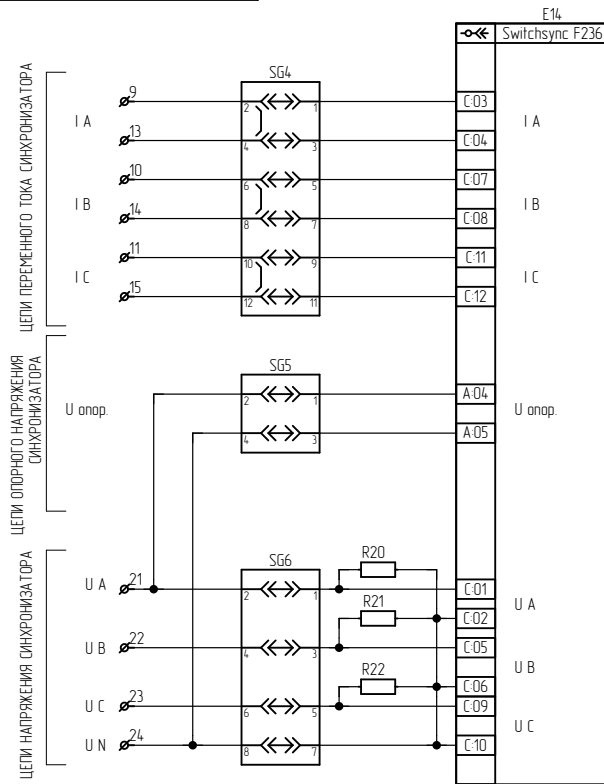 E14
Switchsync F236
ЦЕПИ ПЕРЕМЕННОГО ТОКА СИНХРОНИЗАТОРА
SG4
9
2
1
C:03
I A
I A
13
4
3
C:04
10
6
5
C:07
I B
I B
14
8
7
C:08
11
10
9
C:11
I C
I C
15
12
11
C:12
ЦЕПИ ОПОРНОГО НАПРЯЖЕНИЯ
СИНХРОНИЗАТОРА
SG5
2
1
A:04
U опор.
U опор.
4
3
A:05
ЦЕПИ НАПРЯЖЕНИЯ СИНХРОНИЗАТОРА
SG6
R20
U A
21
2
1
C:01
U A
R21
C:02
U B
22
4
3
C:05
U B
R22
C:06
U C
23
6
5
C:09
U C
U N
24
8
7
C:10